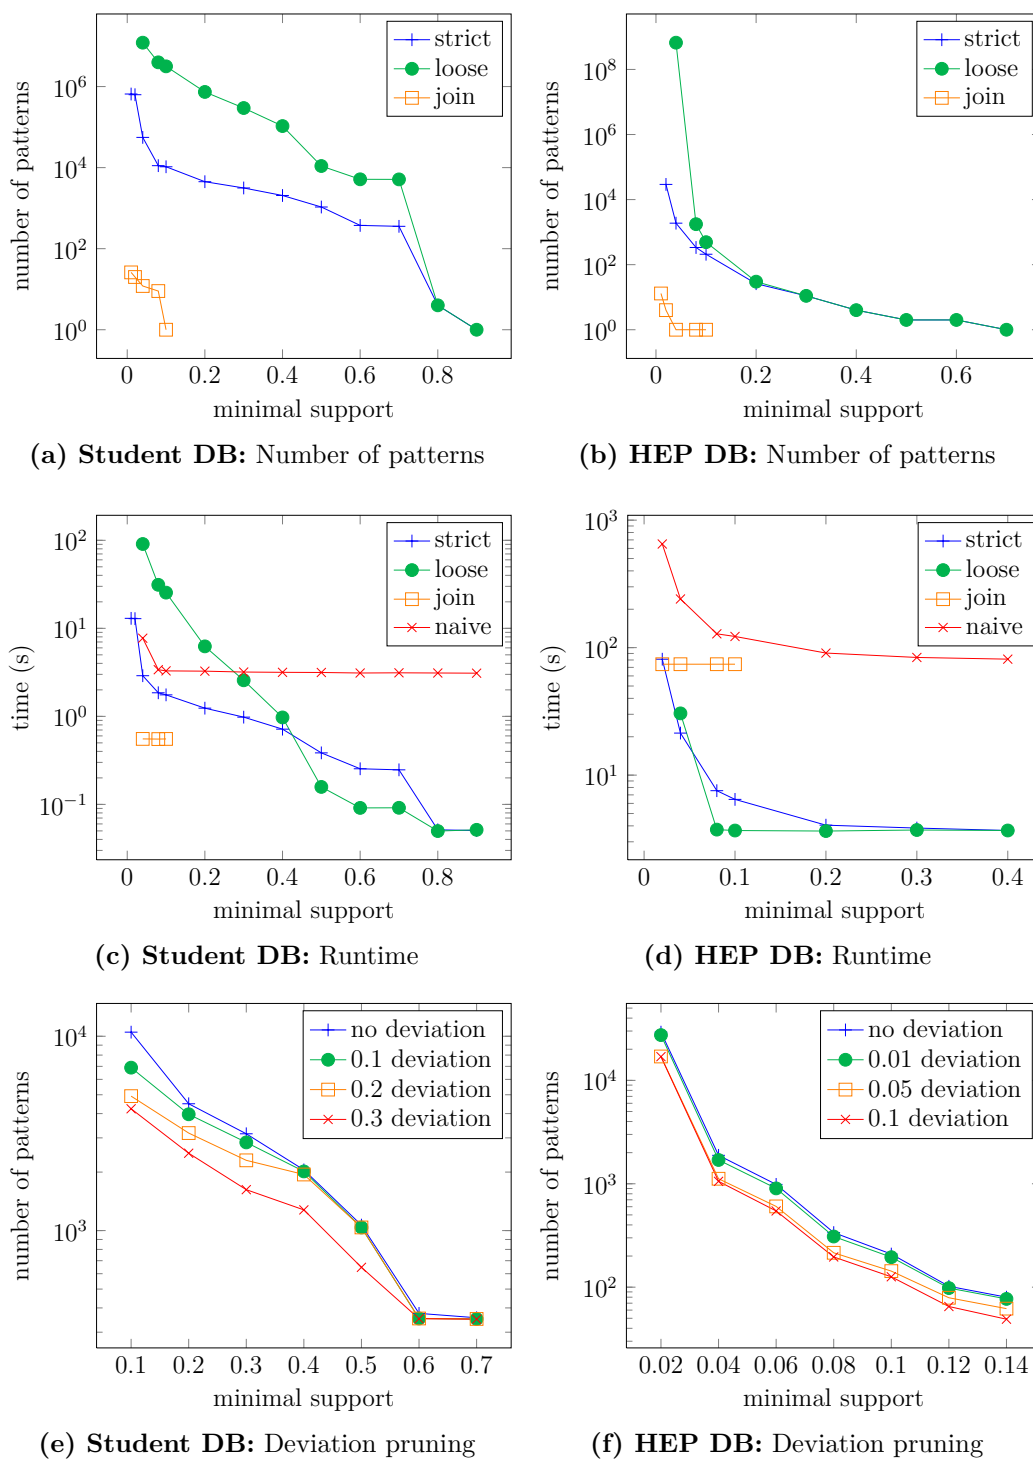 strict
loose
join
10^6
10^4
10^2
10^0
number of patterns
0 0.2 0.4 0.6 0.8
minimal support
(a) Student DB: Number of patterns
strict
loose
join
10^8
10^6
10^4
10^2
10^0
number of patterns
0 0.2 0.4 0.6
minimal support
(b) HEP DB: Number of patterns
strict
loose
join
naive
10^2
10^1
10^0
10^−1
time (s)
0 0.2 0.4 0.6 0.8
minimal support
(c) Student DB: Runtime
strict
loose
join
naive
10^3
10^2
10^1
time (s)
0 0.1 0.2 0.3 0.4
minimal support
(d) HEP DB: Runtime
no deviation
0.1 deviation
0.2 deviation
0.3 deviation
10^4
10^3
number of patterns
0.1 0.2 0.3 0.4 0.5 0.6 0.7
minimal support
(e) Student DB: Deviation pruning
no deviation
0.01 deviation
0.05 deviation
0.1 deviation
10^4
10^3
10^2
number of patterns
0.02 0.04 0.06 0.08 0.1 0.12 0.14
minimal support
(f) HEP DB: Deviation pruning